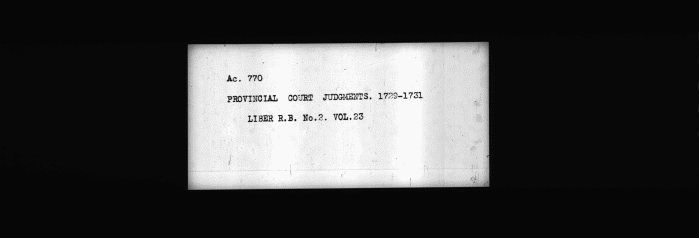 Ac. 770
PROVINCIAL COURT JUDGMENTS. 1729-1731
LIBER R.B. No.2. VOL.23